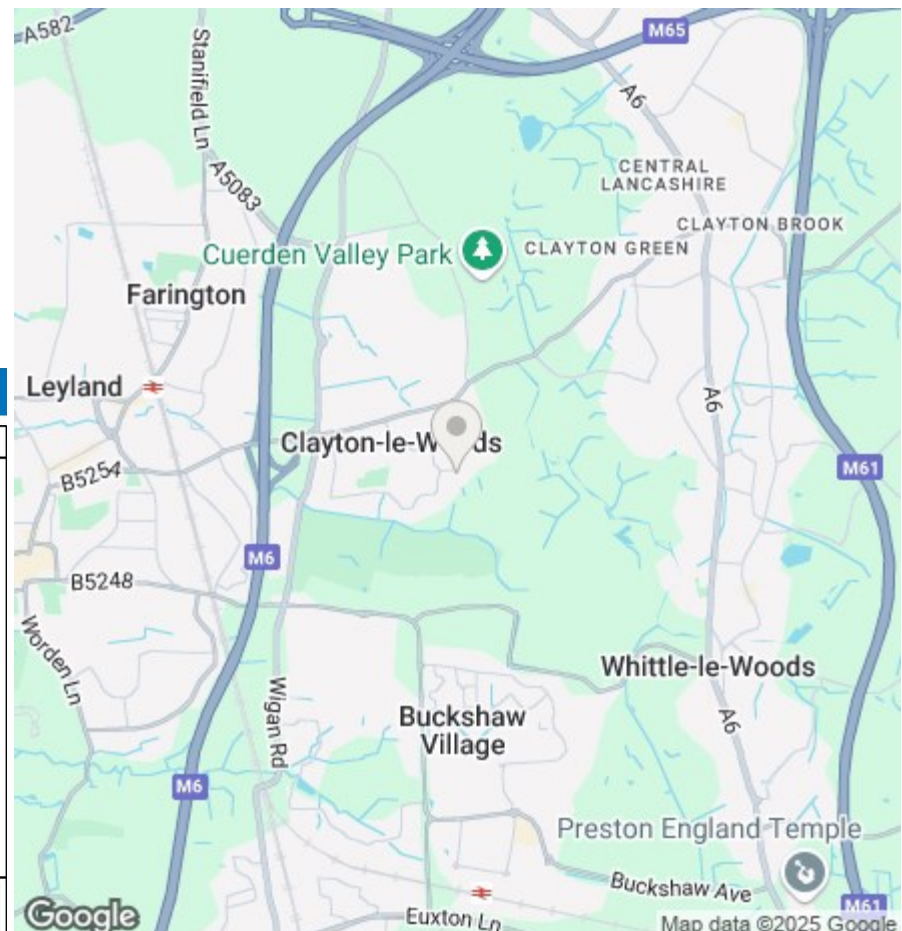 A582
Stanifield Ln
M65
A6
A5083
CENTRAL
LANCASHIRE
CLAYTON BROOK
CLAYTON GREEN
Cuerden Valley Park
Farington
Leyland
A6
Clayton-le-W ds
B5254
M61
M6
B5248
Worden Ln
Whittle-le-Woods
Wigan Rd
Buckshaw
Village
A6
M6
Preston England Temple
Buckshaw Ave
M61
Euxton Ln
Google
Map data ©2025 Google